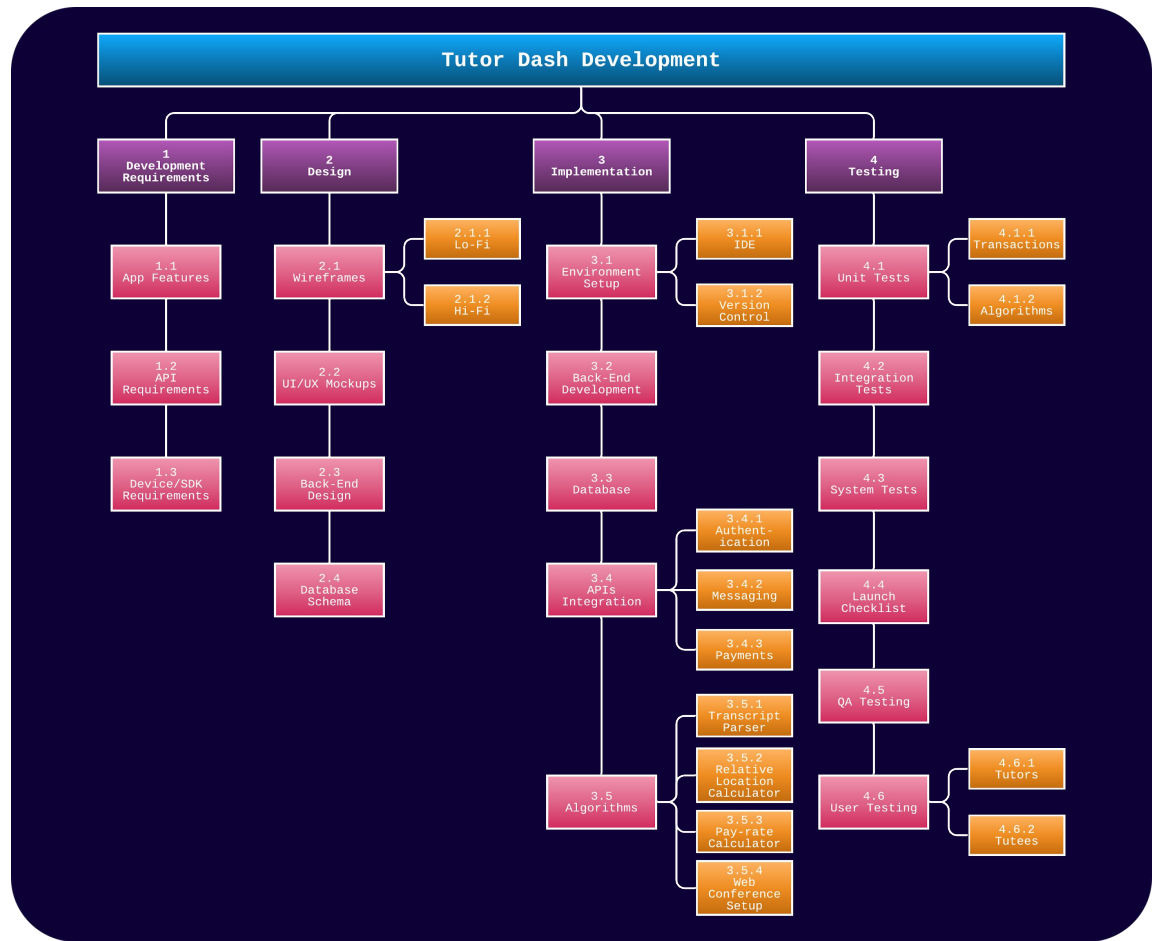 Tutor Dash Development
1
Development
Requirements
1.1
App Features
1.2
API
Requirements
1.3
Device/SDK
Requirements
2
Design
2.1
Wireframes
2.1.1
Lo-Fi
2.1.2
Hi-Fi
2.2
UI/UX Mockups
2.3
Back-End
Design
2.4
Database
Schema
3
Implementation
3.1
Environment
Setup
3.1.1
IDE
3.1.2
Version
Control
3.2
Back-End
Development
3.3
Database
3.4
APIs
Integration
3.4.1
Authent-
ication
3.4.2
Messaging
3.4.3
Payments
3.5
Algorithms
3.5.1
Transcript
Parser
3.5.2
Relative
Location
Calculator
3.5.3
Pay-rate
Calculator
3.5.4
Web
Conference
Setup
4
Testing
4.1
Unit Tests
4.1.1
Transactions
4.1.2
Algorithms
4.2
Integration
Tests
4.3
System Tests
4.4
Launch
Checklist
4.5
QA Testing
4.6
User Testing
4.6.1
Tutors
4.6.2
Tutees